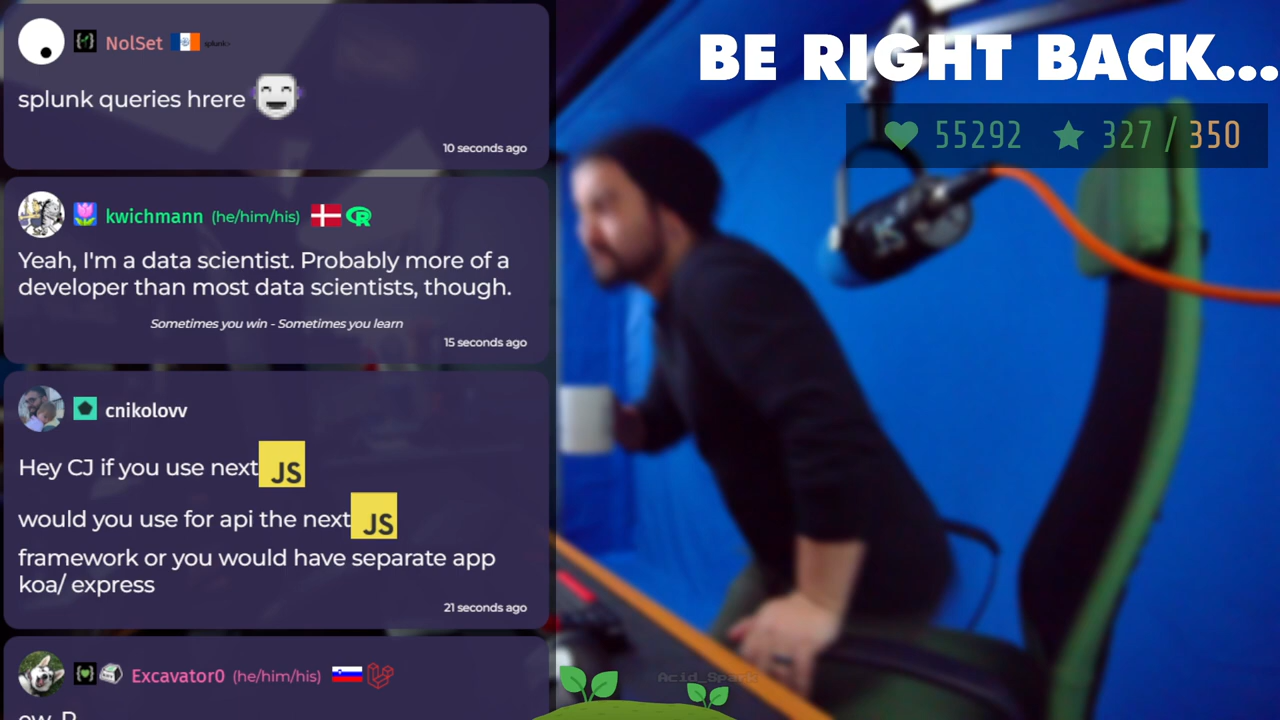 NolSet splunk>
splunk queries hrere
10 seconds ago
kwichmann (he/him/his) R
Yeah, I'm a data scientist. Probably more of a
developer than most data scientists, though.
Sometimes you win - Sometimes you learn
15 seconds ago
cnikolovv
Hey CJ if you use next JS
would you use for api the next JS
framework or you would have separate app
koa/ express
21 seconds ago
Excavator0 (he/him/his)
ew, R
BE RIGHT BACK...
55292 327 / 350
JS